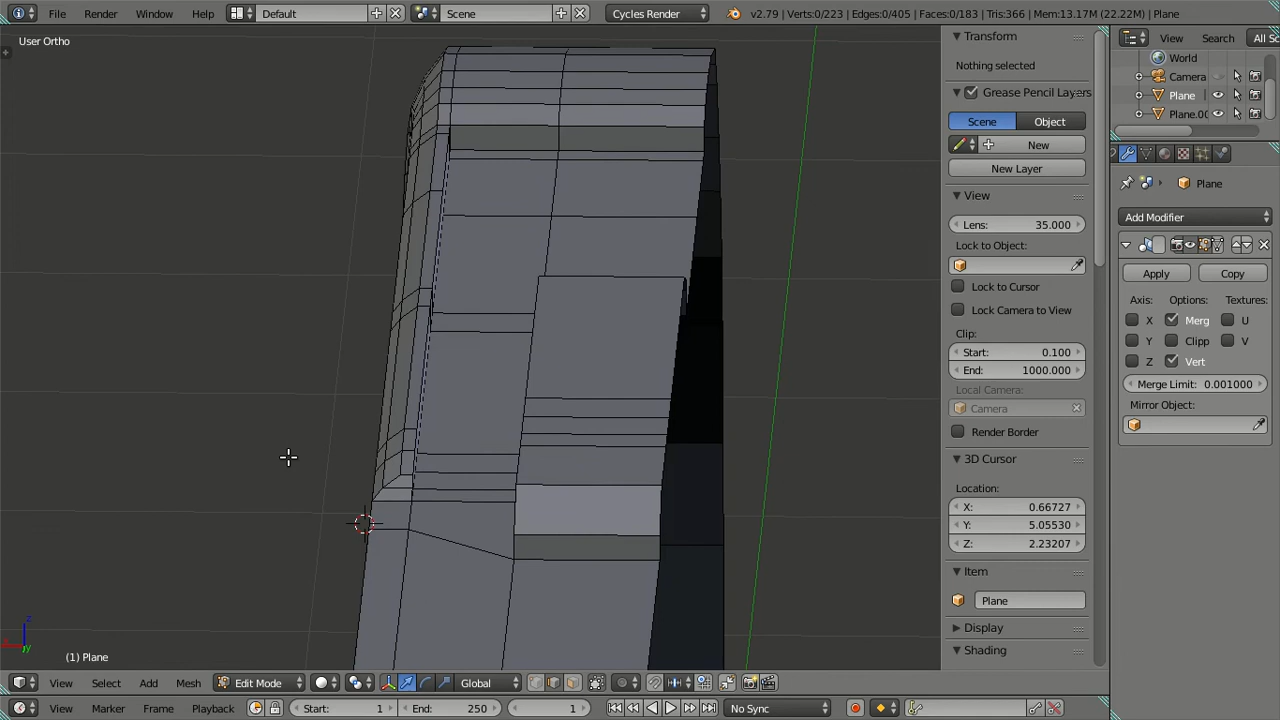 File Render Window Help Default Scene Cycles Render v2.79 | Verts:0/223 | Edges:0/405 | Faces:0/183 | Tris:366 | Mem:13.17M (22.22M) | Plane
User Ortho
Transform
Nothing selected
Grease Pencil Layers
Scene Object
New
New Layer
View
Lens: 35.000
Lock to Object:
Lock to Cursor
Lock Camera to View
Clip:
Start: 0.100
End: 1000.000
Local Camera:
Camera
Render Border
3D Cursor
Location:
X: 0.66727
Y: 5.05530
Z: 2.23207
Item
Plane
Display
Shading
View Search All Sc
World
Camera
Plane
Plane.00
Plane
Add Modifier
Apply Copy
Axis: Options: Textures:
X Merg U
Y Clipp V
Z Vert
Merge Limit: 0.001000
Mirror Object:
z
x
y
(1) Plane
View Select Add Mesh Edit Mode Global
View Marker Frame Playback Start: 1 End: 250 1 No Sync